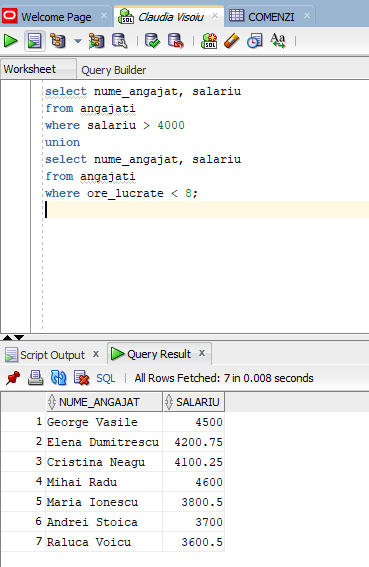 Welcome Page x Claudia Visoiu x COMENZI x
SQL Aa
Worksheet Query Builder
select nume_angajat, salariu
from angajati
where salariu > 4000
union
select nume_angajat, salariu
from angajati
where ore_lucrate < 8;
Script Output x Query Result x
SQL | All Rows Fetched: 7 in 0.008 seconds
NUME_ANGAJAT SALARIU
1 George Vasile 4500
2 Elena Dumitrescu 4200.75
3 Cristina Neagu 4100.25
4 Mihai Radu 4600
5 Maria Ionescu 3800.5
6 Andrei Stoica 3700
7 Raluca Voicu 3600.5